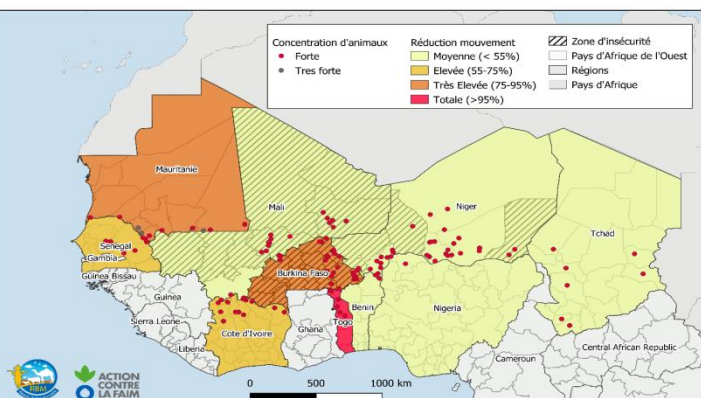 Concentration d'animaux
Forte
Tres forte
Réduction mouvement
Moyenne (< 55%)
Elevée (55-75%)
Très Elevée (75-95%)
Totale (>95%)
Zone d'insécurité
Pays d'Afrique de l'Ouest
Régions
Pays d'Afrique
Mauritanie
Mali
Niger
Tchad
Senegal
Gambia
Guinea Bissau
Burkina Faso
Guinea
Benin
Nigeria
Sierra Leone
Togo
Cote d'Ivoire
Ghana
Liberia
Cameroun
Central African Republic
RBM
ACTION
CONTRE
LA FAIM
0 500 1000 km